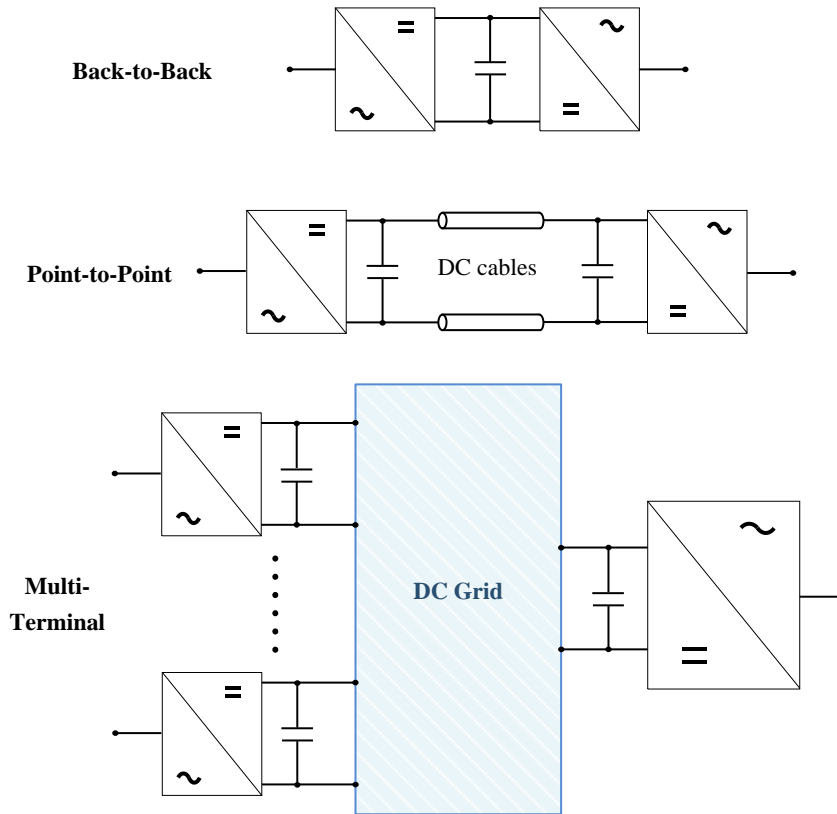 Back-to-Back
Point-to-Point
DC cables
Multi-
Terminal
DC Grid